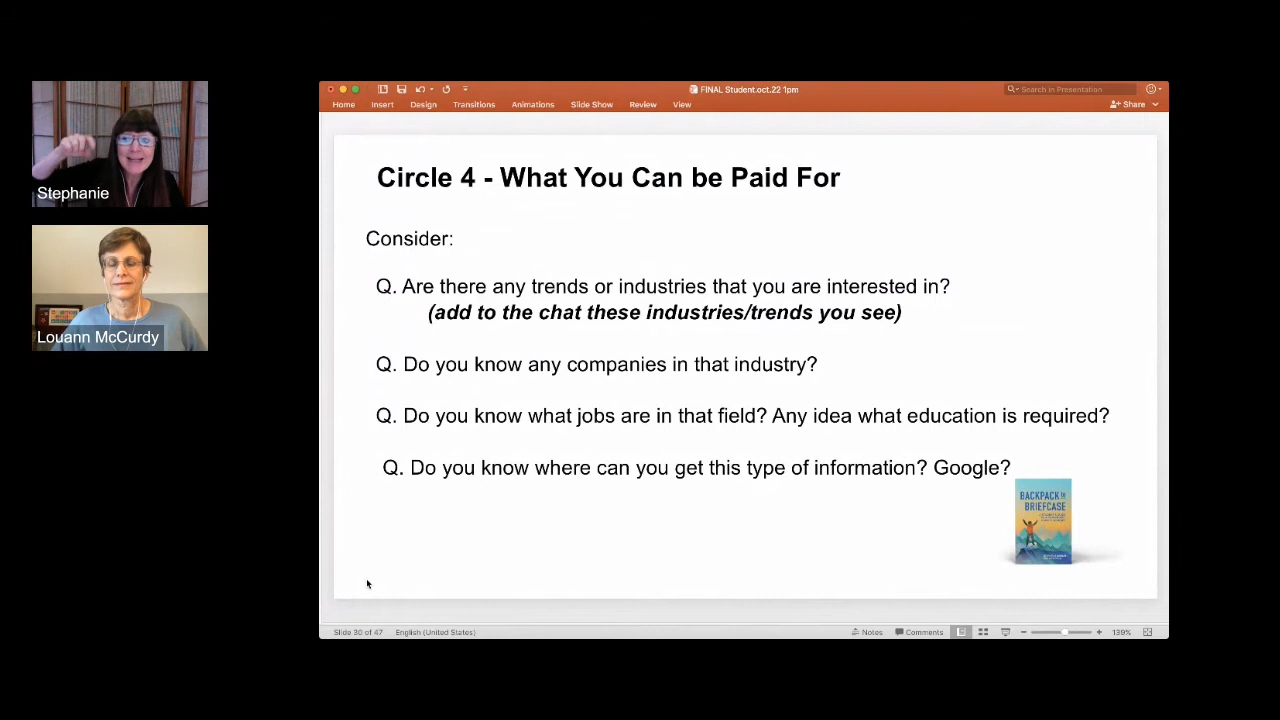 Stephanie
Louann McCurdy
FINAL Student.oct.22 1pm
Search in Presentation
Home Insert Design Transitions Animations Slide Show Review View
Share
Circle 4 - What You Can be Paid For
Consider:
Q. Are there any trends or industries that you are interested in?
(add to the chat these industries/trends you see)
Q. Do you know any companies in that industry?
Q. Do you know what jobs are in that field? Any idea what education is required?
Q. Do you know where can you get this type of information? Google?
BACKPACK
BRIEFCASE
Slide 30 of 47 English (United States)
Notes Comments 139%